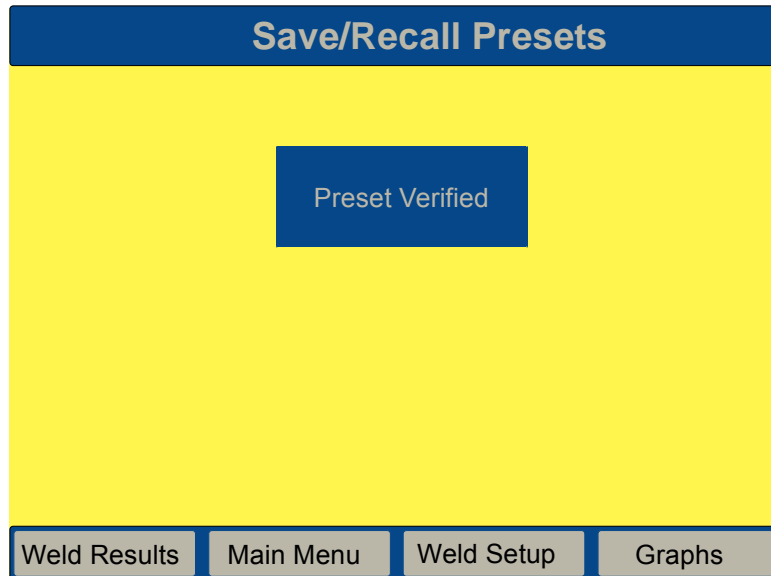 Save/Recall Presets
Preset Verified
Weld Results Main Menu Weld Setup Graphs